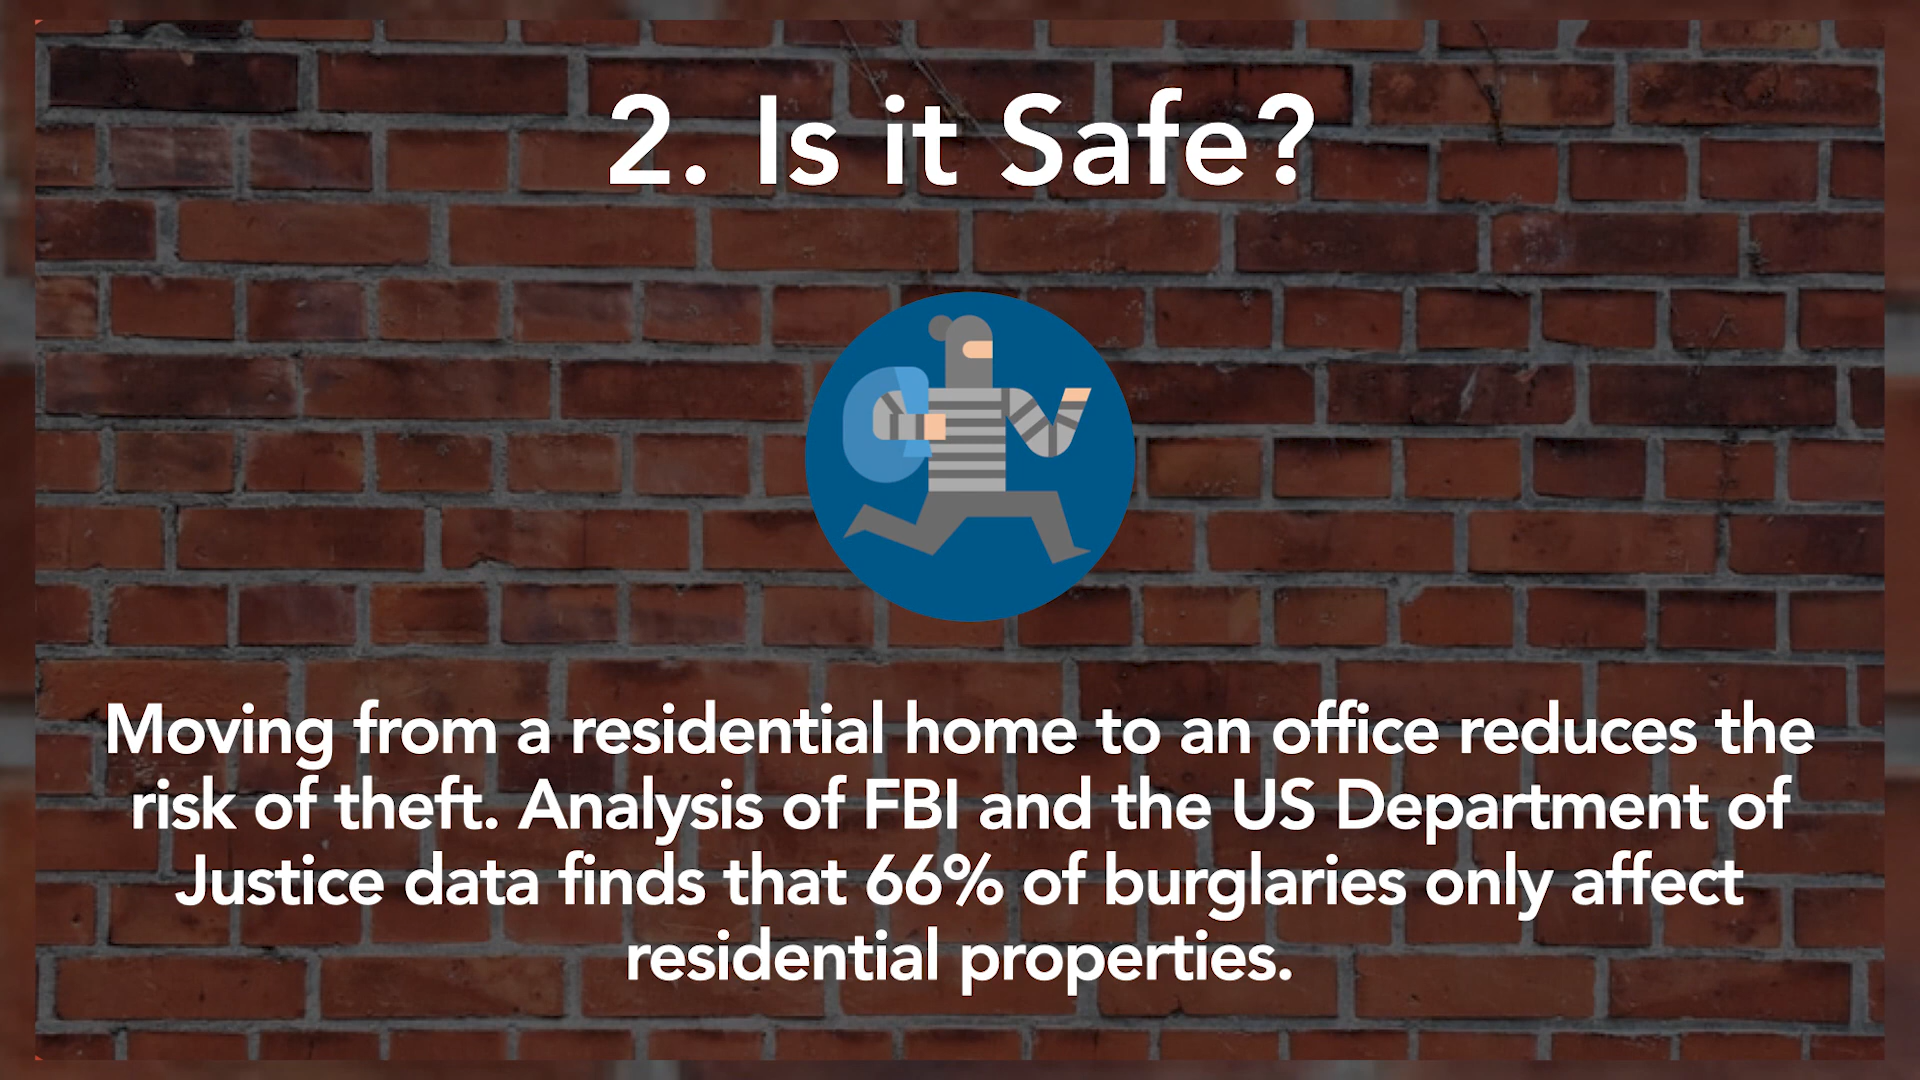 2. Is it Safe?
Moving from a residential home to an office reduces the
risk of theft. Analysis of FBI and the US Department of
Justice data finds that 66% of burglaries only affect
residential properties.